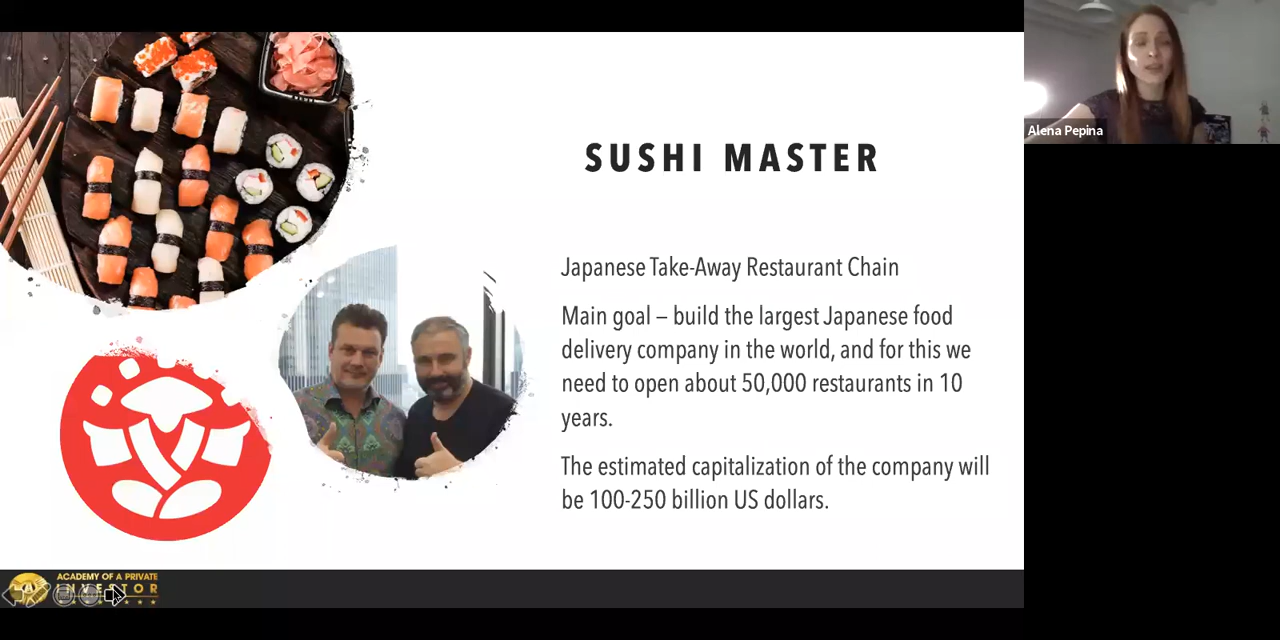 Alena Pepina
SUSHI MASTER
Japanese Take-Away Restaurant Chain
Main goal – build the largest Japanese food
delivery company in the world, and for this we
need to open about 50,000 restaurants in 10
years.
The estimated capitalization of the company will
be 100-250 billion US dollars.
ACADEMY OF A PRIVATE
INVESTOR